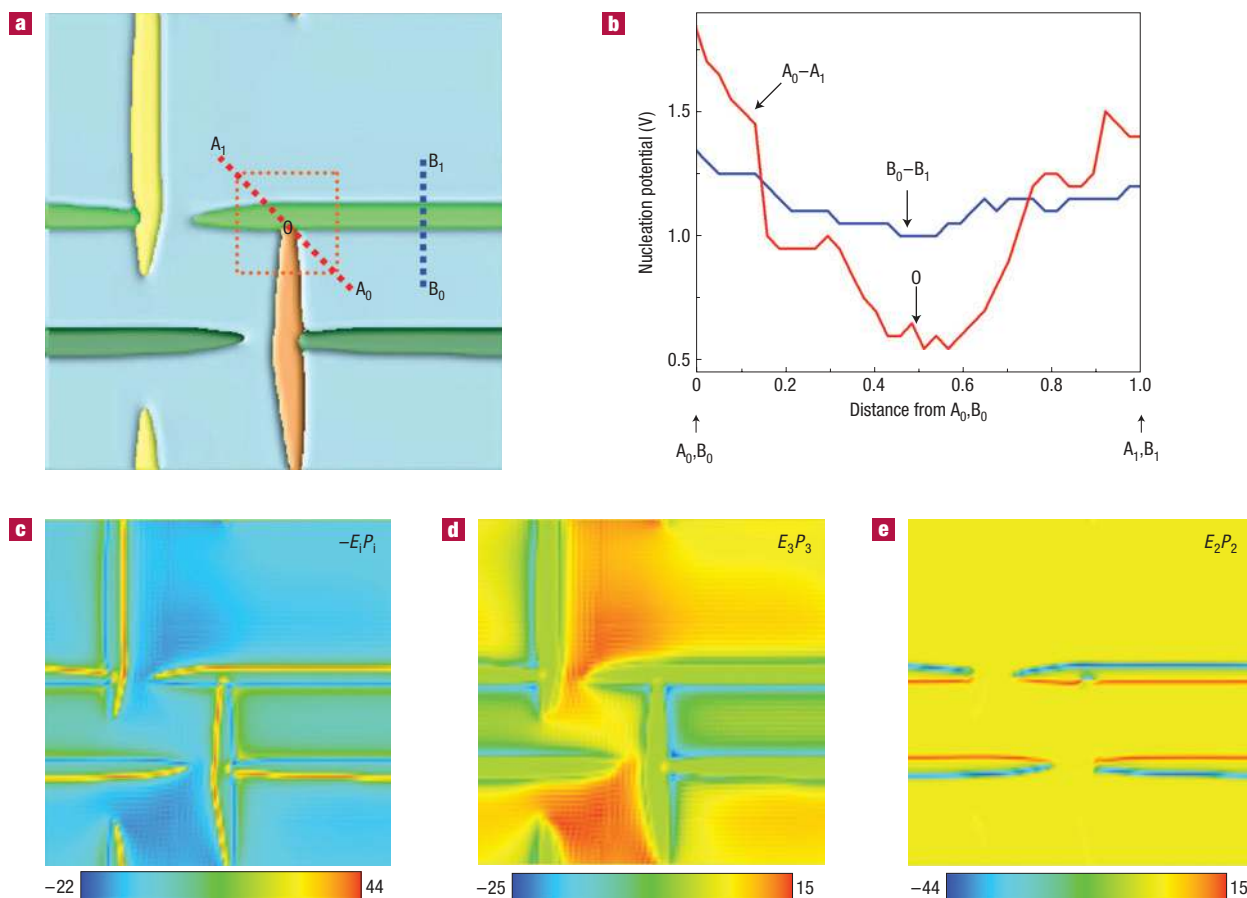 a
A₁
B₁
0
A₀
B₀
b
Nucleation potential (V)
1.5
1.0
0.5
A₀–A₁
B₀–B₁
0
0
0.2
0.4
0.6
0.8
1.0
Distance from A₀,B₀
A₀,B₀
A₁,B₁
c
–EᵢPᵢ
–22
44
d
E₃P₃
–25
15
e
E₂P₂
–44
15